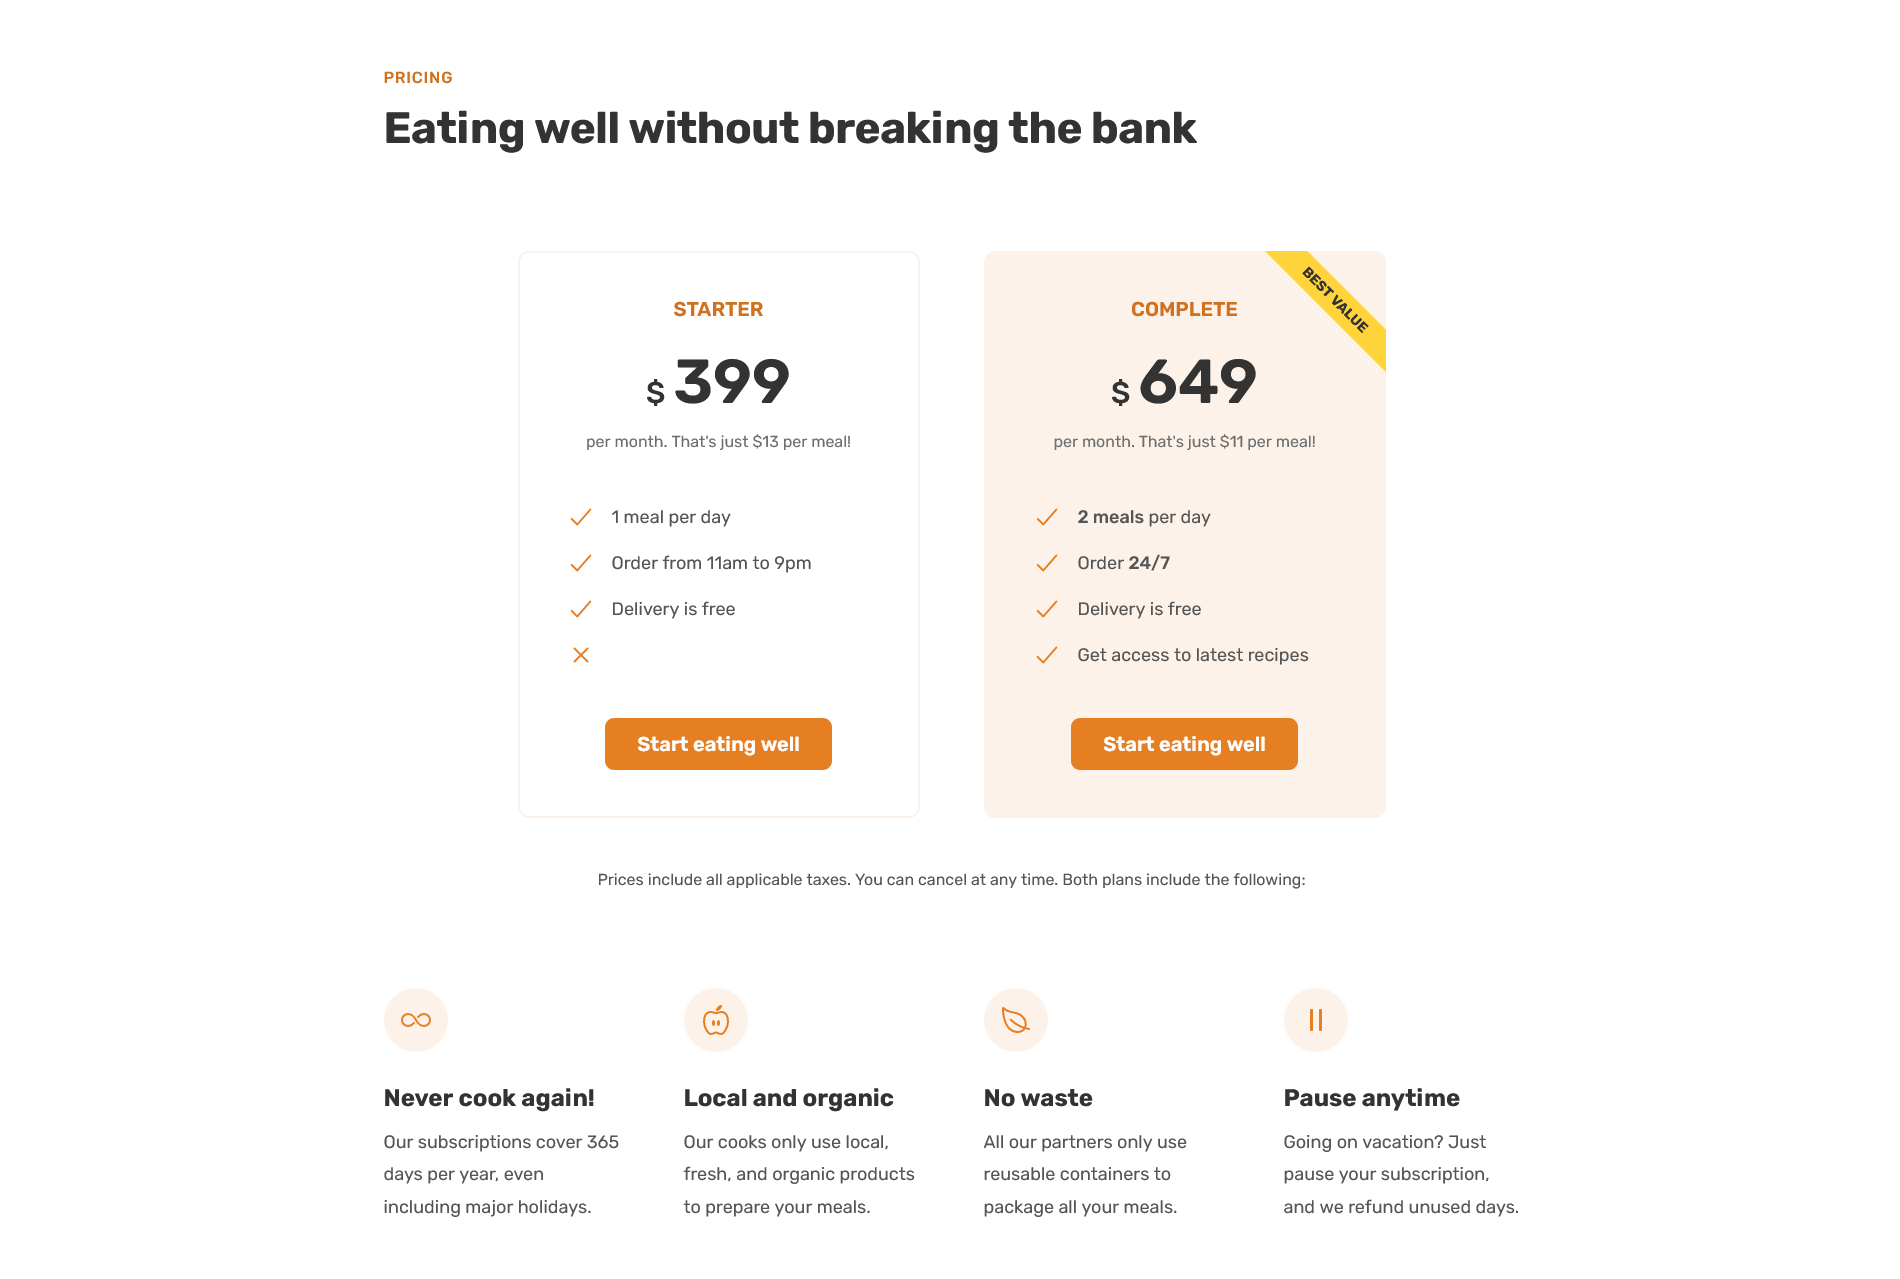 PRICING
Eating well without breaking the bank
STARTER
$ 399
per month. That's just $13 per meal!
1 meal per day
Order from 11am to 9pm
Delivery is free
Start eating well
BEST VALUE
COMPLETE
$ 649
per month. That's just $11 per meal!
2 meals per day
Order 24/7
Delivery is free
Get access to latest recipes
Start eating well
Prices include all applicable taxes. You can cancel at any time. Both plans include the following:
Never cook again!
Our subscriptions cover 365
days per year, even
including major holidays.
Local and organic
Our cooks only use local,
fresh, and organic products
to prepare your meals.
No waste
All our partners only use
reusable containers to
package all your meals.
Pause anytime
Going on vacation? Just
pause your subscription,
and we refund unused days.